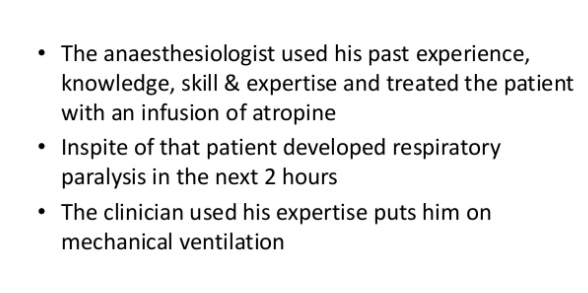 • The anaesthesiologist used his past experience,
knowledge, skill & expertise and treated the patient
with an infusion of atropine
• Inspite of that patient developed respiratory
paralysis in the next 2 hours
• The clinician used his expertise puts him on
mechanical ventilation